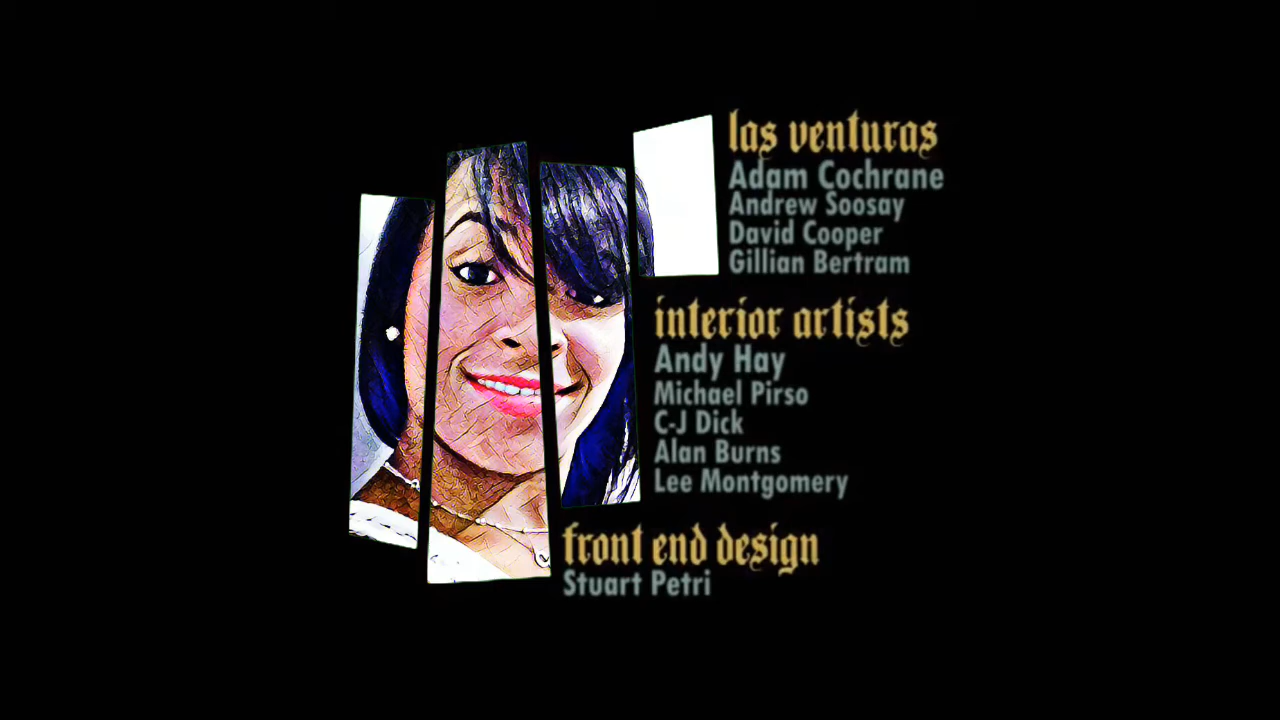 las venturas
Adam Cochrane
Andrew Soosay
David Cooper
Gillian Bertram
interior artists
Andy Hay
Michael Pirso
C-J Dick
Alan Burns
Lee Montgomery
front end design
Stuart Petri